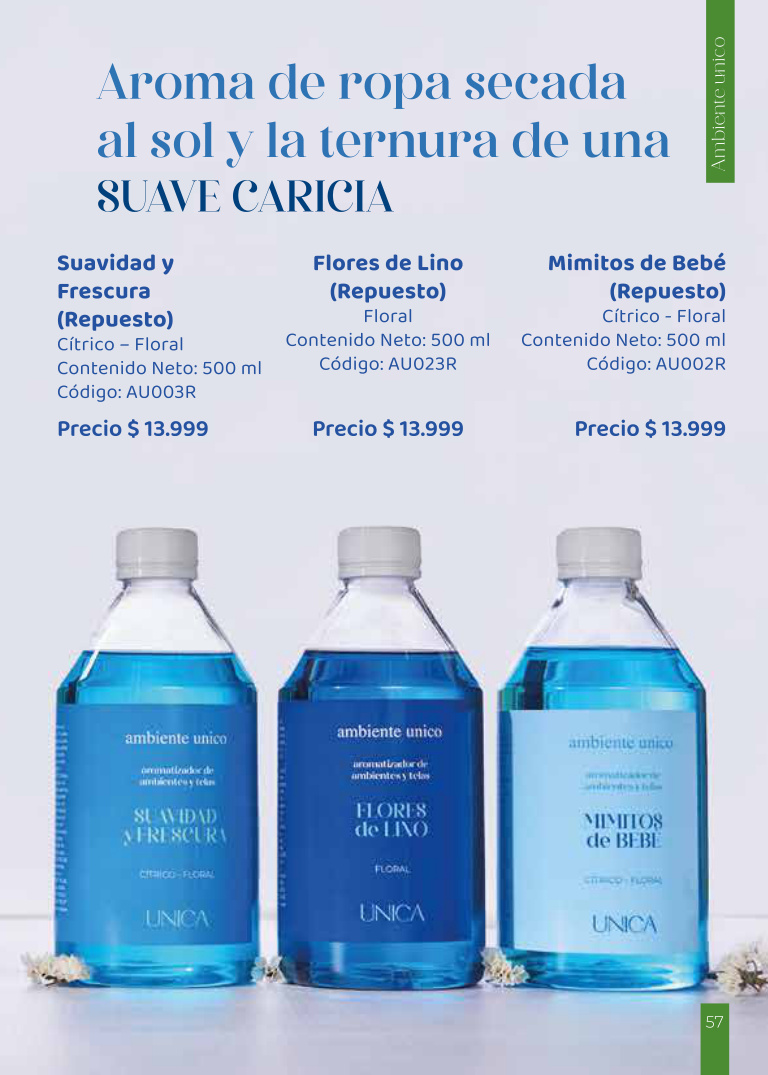 Aroma de ropa secada
al sol y la ternura de una
SUAVE CARICIA
Ambiente unico
Suavidad y
Frescura
(Repuesto)
Cítrico – Floral
Contenido Neto: 500 ml
Código: AU003R
Precio $ 13.999
Flores de Lino
(Repuesto)
Floral
Contenido Neto: 500 ml
Código: AU023R
Precio $ 13.999
Mimitos de Bebé
(Repuesto)
Cítrico - Floral
Contenido Neto: 500 ml
Código: AU002R
Precio $ 13.999
ambiente unico
aromatizador de
ambientes y telas
SUAVIDAD
y FRESCURA
CÍTRICO - FLORAL
UNICA
ambiente unico
aromatizador de
ambientes y telas
FLORES
de LINO
FLORAL
UNICA
ambiente unico
aromatizador de
ambientes y telas
MIMITOS
de BEBÉ
CÍTRICO - FLORAL
UNICA
57